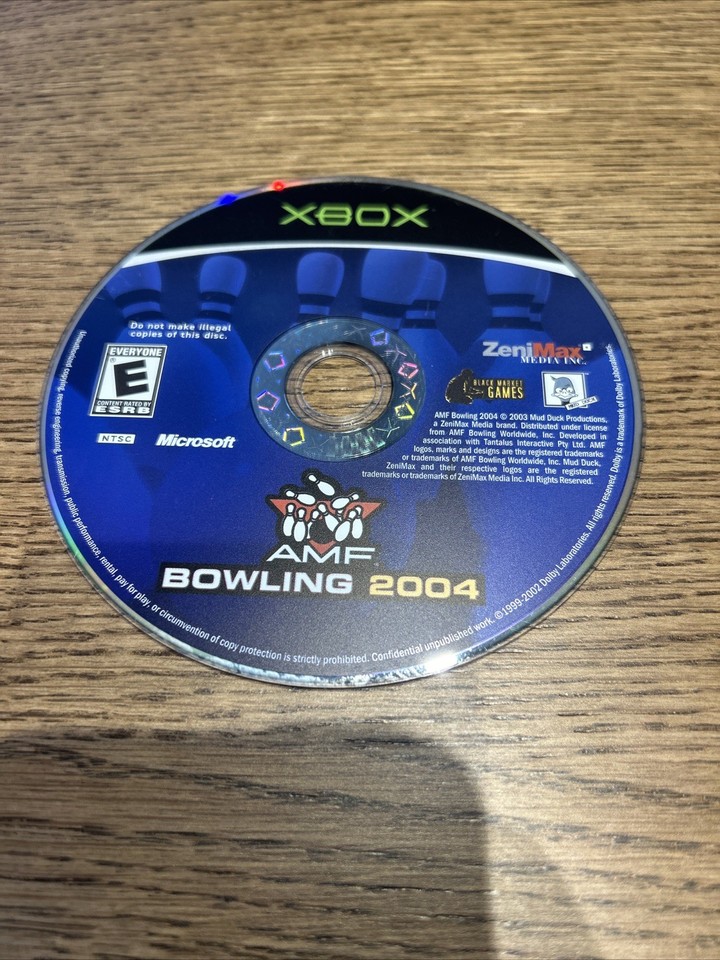 XBOX
Do not make illegal
copies of this disc.
EVERYONE
E
CONTENT RATED BY
ESRB
NTSC
Microsoft
ZeniMax
MEDIA INC.
BLACK MARKET
GAMES
AMF Bowling 2004 © 2003 Mud Duck Productions,
a ZeniMax Media brand. Distributed under license
from AMF Bowling Worldwide, Inc. Developed in
association with Tantalus Interactive Pty Ltd. AMF
logos, marks and designs are the registered trademarks
or trademarks of AMF Bowling Worldwide, Inc. Mud Duck,
ZeniMax and their respective logos are the registered
trademarks or trademarks of ZeniMax Media Inc. All Rights Reserved.
AMF
BOWLING 2004
Unauthorized copying, reverse engineering, transmission, public performance, rental, pay for play, or circumvention of copy protection is strictly prohibited. Confidential unpublished work. ©1999-2002 Dolby Laboratories. All rights reserved. Dolby is a trademark of Dolby Laboratories.